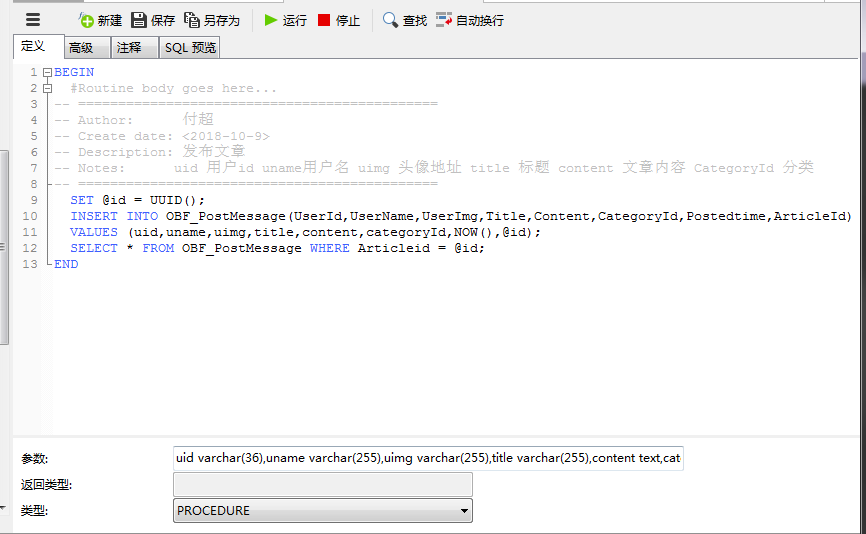 新建 保存 另存为 运行 停止 查找 自动换行
定义 高级 注释 SQL 预览
1 BEGIN
2 #Routine body goes here...
3 -- =============================================
4 -- Author: 付超
5 -- Create date: <2018-10-9>
6 -- Description: 发布文章
7 -- Notes: uid 用户id uname用户名 uimg 头像地址 title 标题 content 文章内容 CategoryId 分类
8 -- =============================================
9 SET @id = UUID();
10 INSERT INTO OBF_PostMessage(UserId,UserName,UserImg,Title,Content,CategoryId,Postedtime,ArticleId)
11 VALUES (uid,uname,uimg,title,content,categoryId,NOW(),@id);
12 SELECT * FROM OBF_PostMessage WHERE Articleid = @id;
13 END
参数: uid varchar(36),uname varchar(255),uimg varchar(255),title varchar(255),content text,cat
返回类型:
类型: PROCEDURE